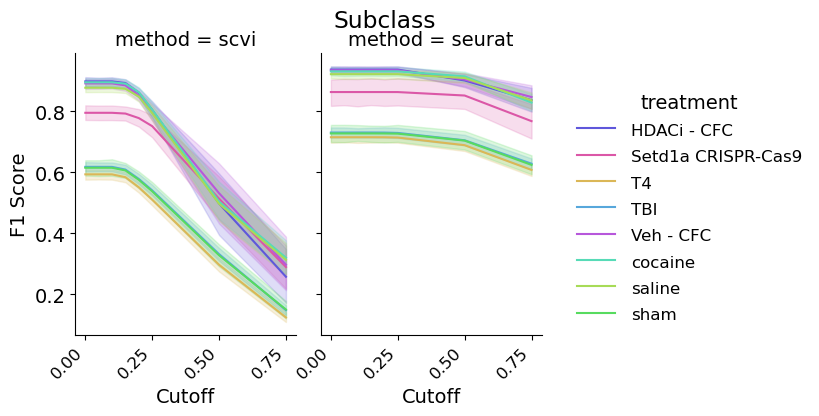 Subclass
method = scvi
method = seurat
F1 Score
0.8
0.6
0.4
0.2
0.00
0.25
0.50
0.75
Cutoff
0.00
0.25
0.50
0.75
Cutoff
treatment
HDACi - CFC
Setd1a CRISPR-Cas9
T4
TBI
Veh - CFC
cocaine
saline
sham